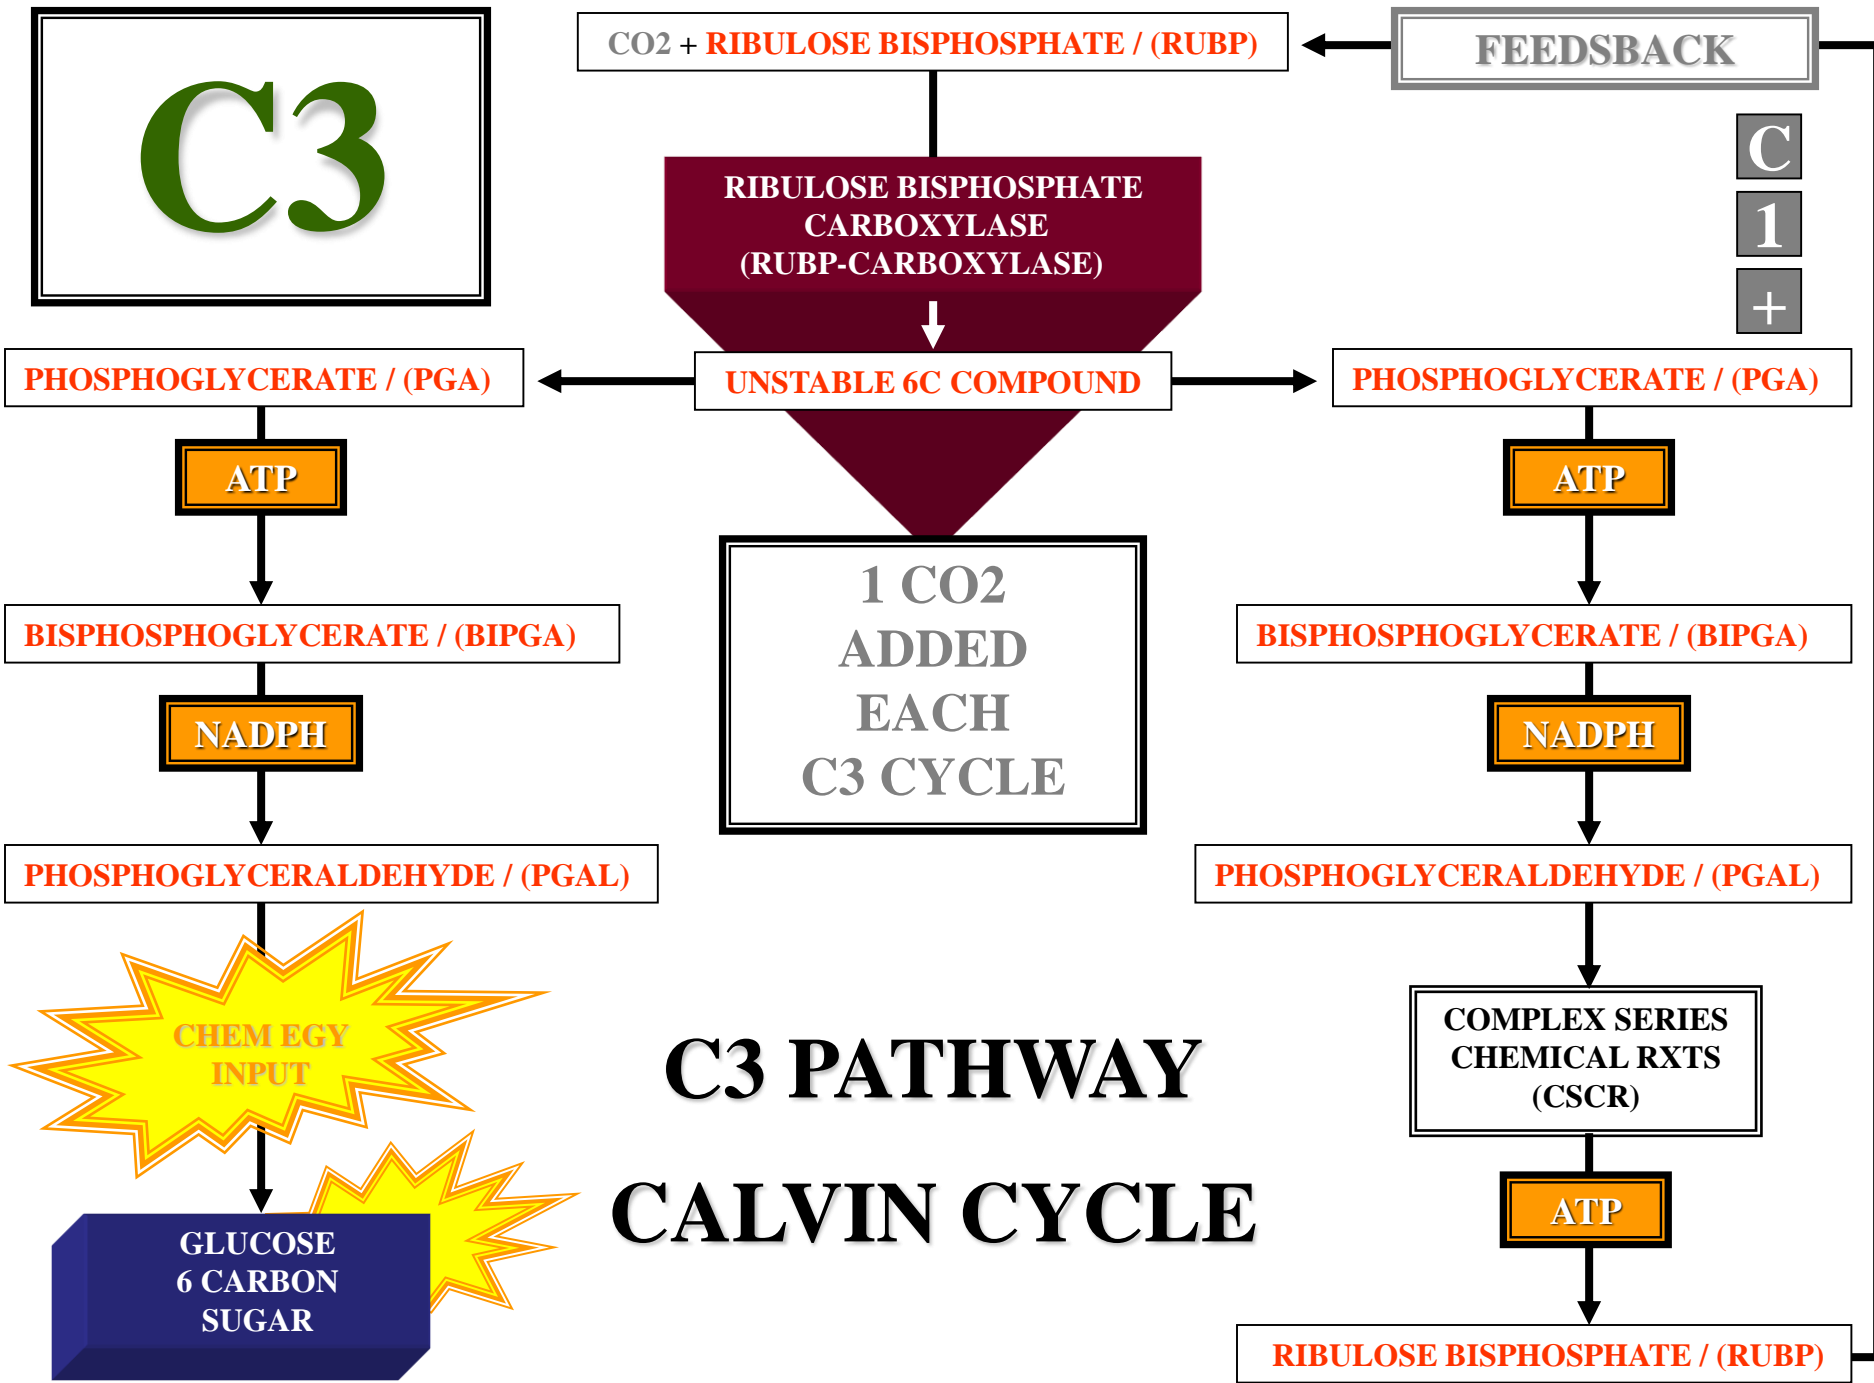 C3
CO2 + RIBULOSE BISPHOSPHATE / (RUBP)
FEEDSBACK
C
1
+
RIBULOSE BISPHOSPHATE
CARBOXYLASE
(RUBP-CARBOXYLASE)
PHOSPHOGLYCERATE / (PGA)
UNSTABLE 6C COMPOUND
PHOSPHOGLYCERATE / (PGA)
ATP
ATP
1 CO2
ADDED
EACH
C3 CYCLE
BISPHOSPHOGLYCERATE / (BIPGA)
BISPHOSPHOGLYCERATE / (BIPGA)
NADPH
NADPH
PHOSPHOGLYCERALDEHYDE / (PGAL)
PHOSPHOGLYCERALDEHYDE / (PGAL)
CHEM EGY
INPUT
C3 PATHWAY
CALVIN CYCLE
COMPLEX SERIES
CHEMICAL RXTS
(CSCR)
ATP
GLUCOSE
6 CARBON
SUGAR
RIBULOSE BISPHOSPHATE / (RUBP)